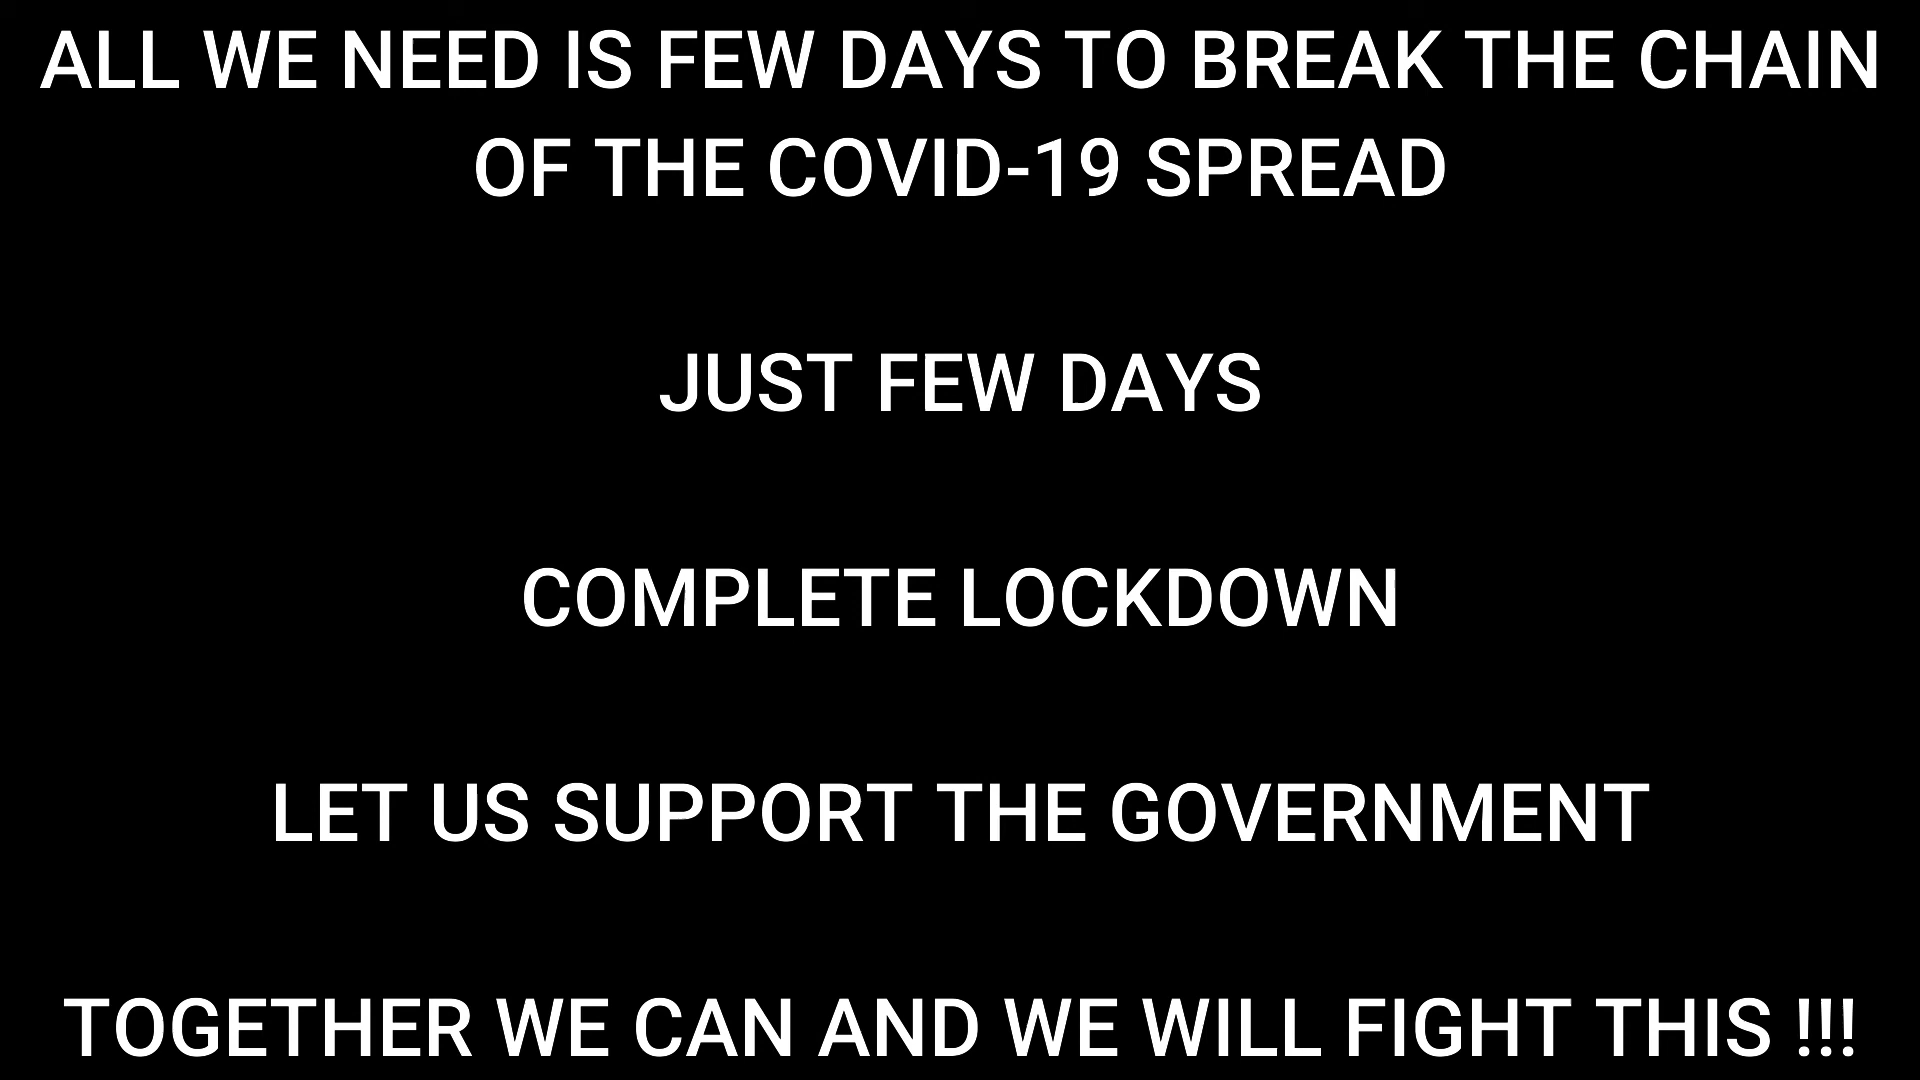 ALL WE NEED IS FEW DAYS TO BREAK THE CHAIN
OF THE COVID-19 SPREAD
JUST FEW DAYS
COMPLETE LOCKDOWN
LET US SUPPORT THE GOVERNMENT
TOGETHER WE CAN AND WE WILL FIGHT THIS !!!